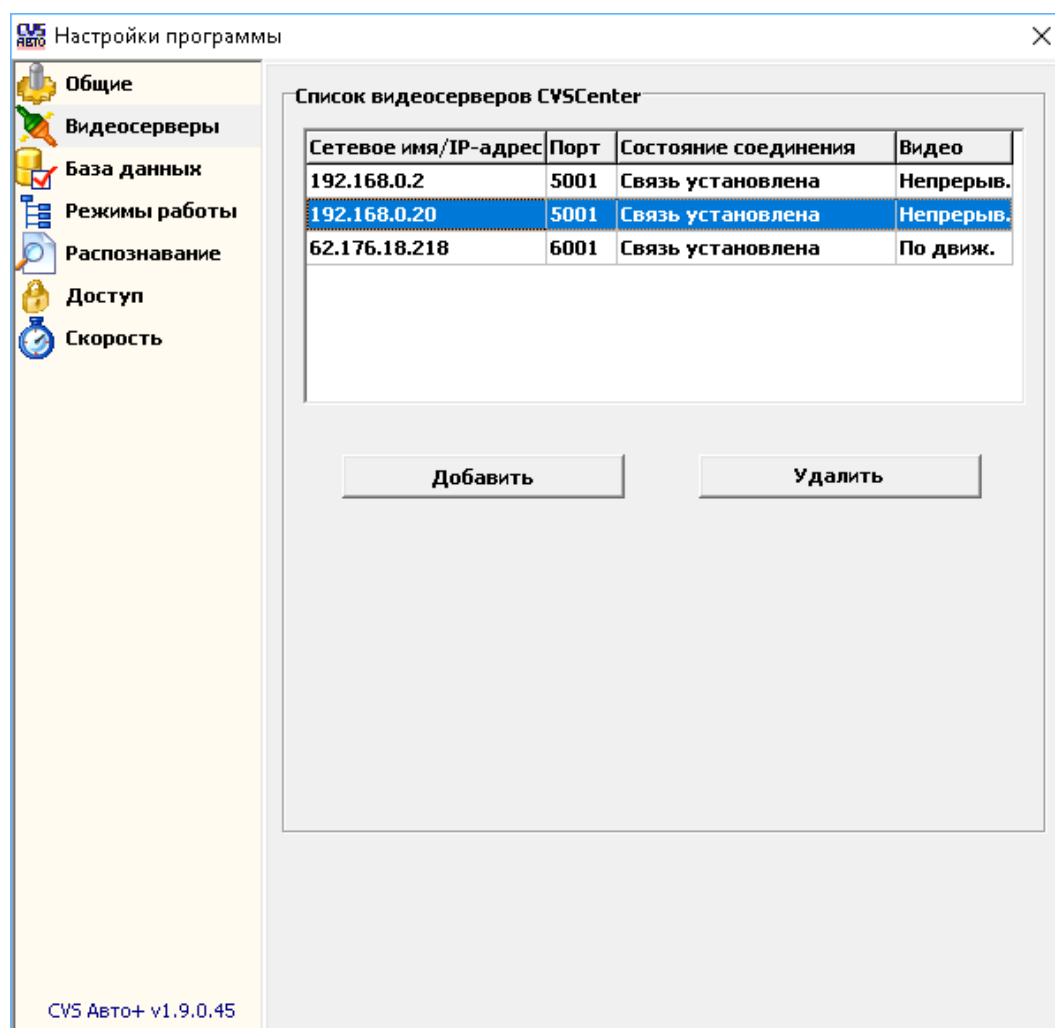 CVS АВТО Настройки программы
Общие
Видеосерверы
База данных
Режимы работы
Распознавание
Доступ
Скорость
CVS Авто+ v1.9.0.45
Список видеосерверов CVSCenter
Сетевое имя/IP-адрес Порт Состояние соединения Видео
192.168.0.2 5001 Связь установлена Непрерыв.
192.168.0.20 5001 Связь установлена Непрерыв.
62.176.18.218 6001 Связь установлена По движ.
Добавить Удалить